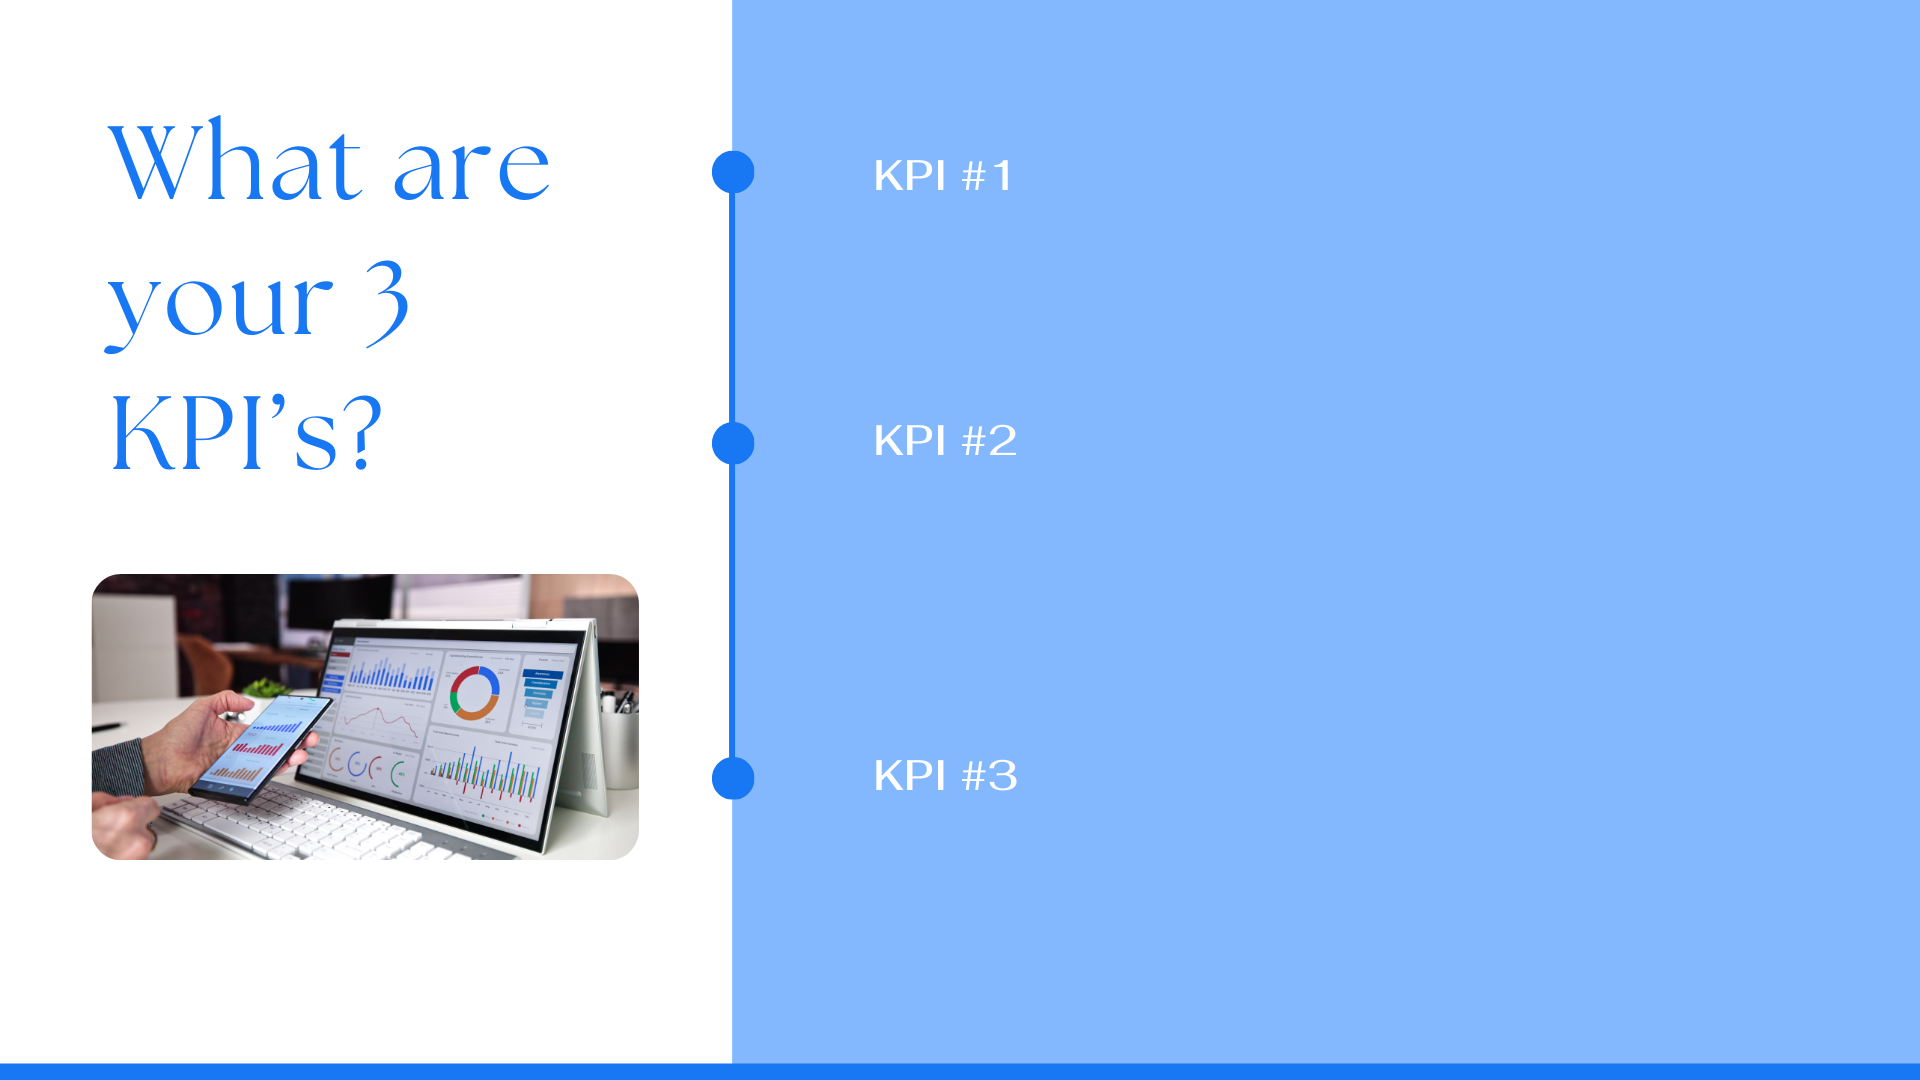 What are
your 3
KPI’s?
KPI #1
KPI #2
KPI #3